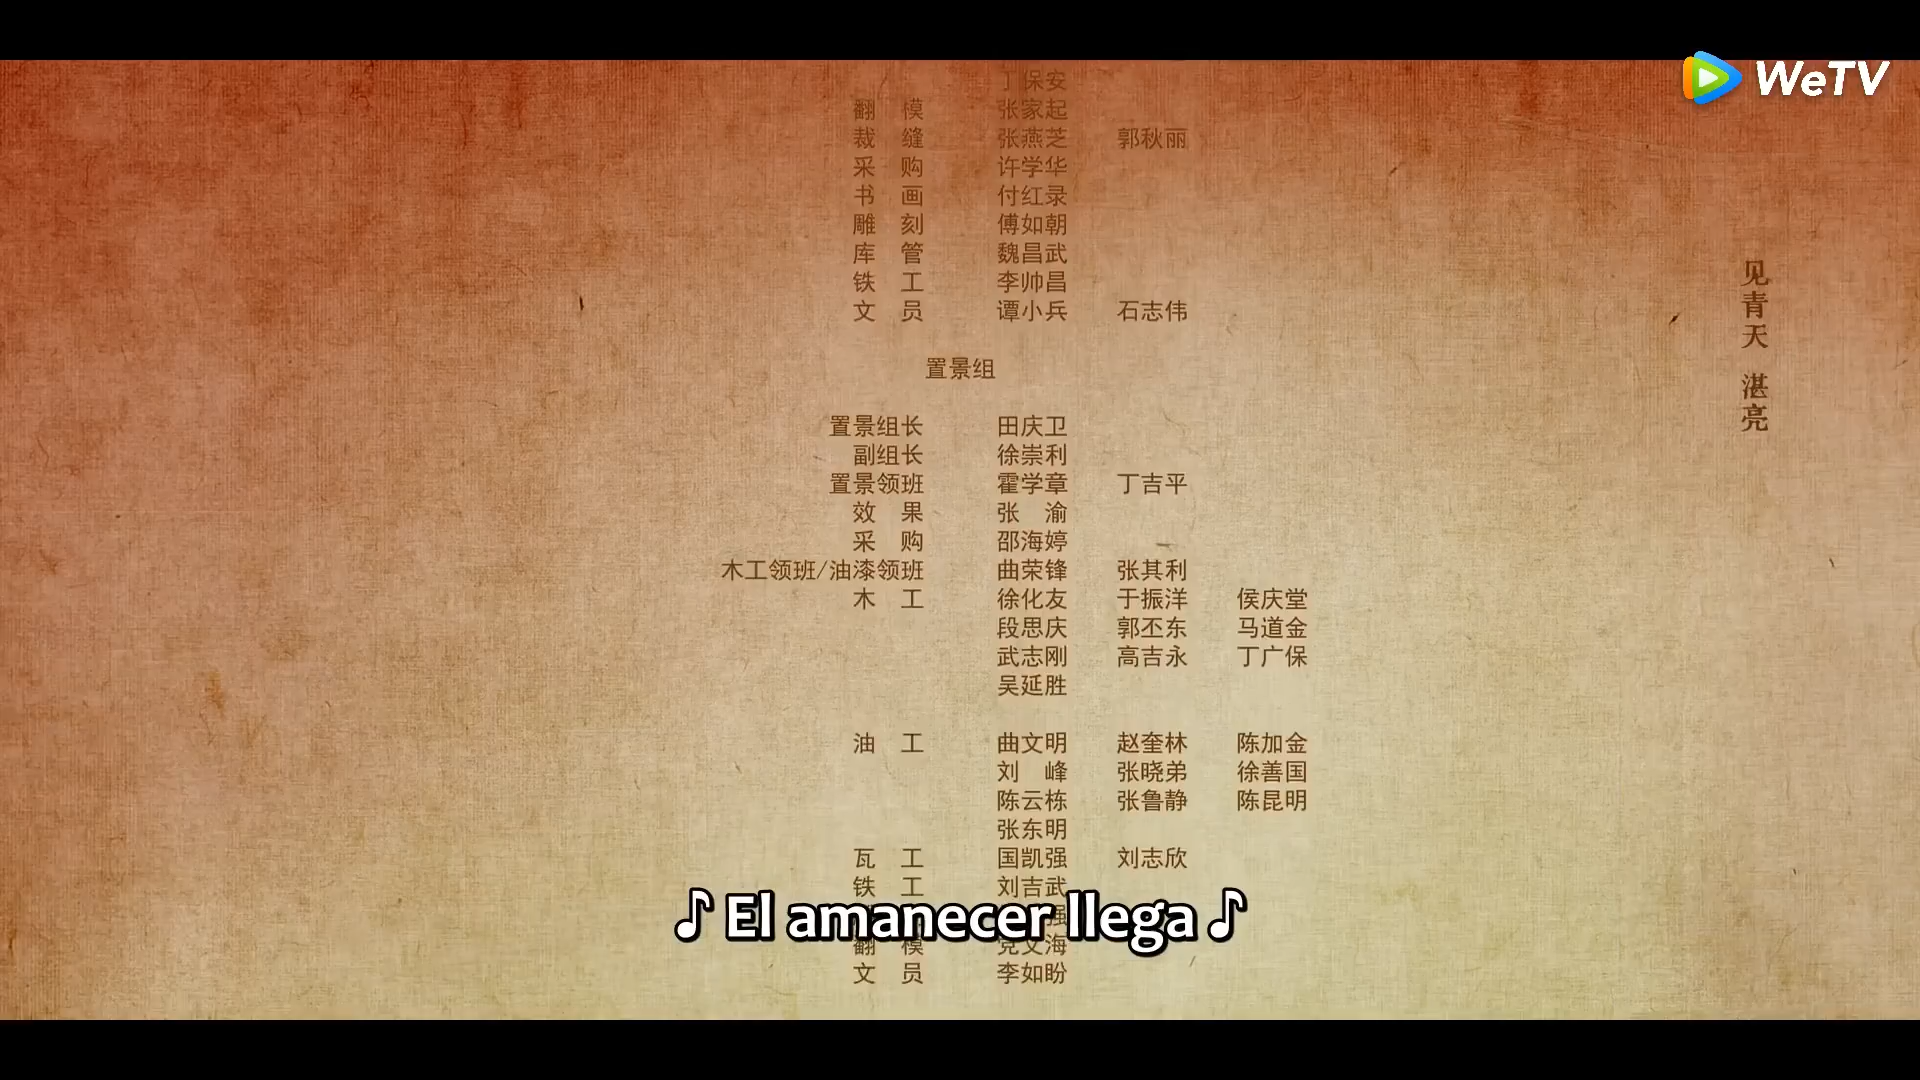 WeTV
丁保安
翻 模 张家起
裁 缝 张燕芝 郭秋丽
采 购 许学华
书 画 付红录
雕 刻 傅如朝
库 管 魏昌武
铁 工 李帅昌
文 员 谭小兵 石志伟
置景组
置景组长 田庆卫
副组长 徐崇利
置景领班 霍学章 丁吉平
效 果 张 渝
采 购 邵海婷
木工领班/油漆领班 曲荣锋 张其利
木 工 徐化友 于振洋 侯庆堂
段思庆 郭丕东 马道金
武志刚 高吉永 丁广保
吴延胜
油 工 曲文明 赵奎林 陈加金
刘 峰 张晓弟 徐善国
陈云栋 张鲁静 陈昆明
张东明
瓦 工 国凯强 刘志欣
铁 工 刘吉武
强
翻 模 党文海
文 员 李如盼
见青天 湛亮
♪ El amanecer llega ♪